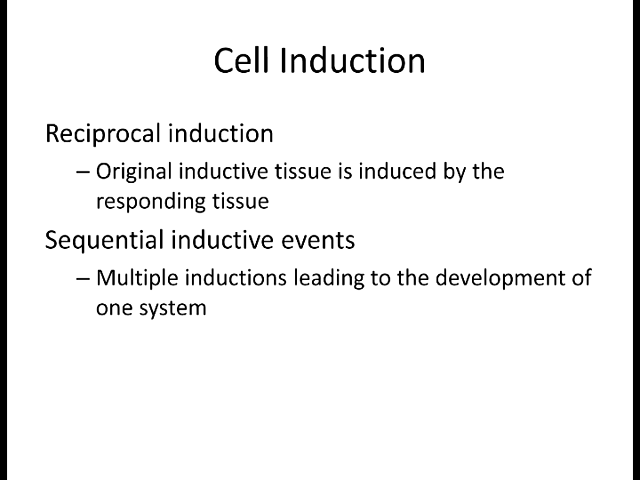 Cell Induction
Reciprocal induction
– Original inductive tissue is induced by the
responding tissue
Sequential inductive events
– Multiple inductions leading to the development of
one system